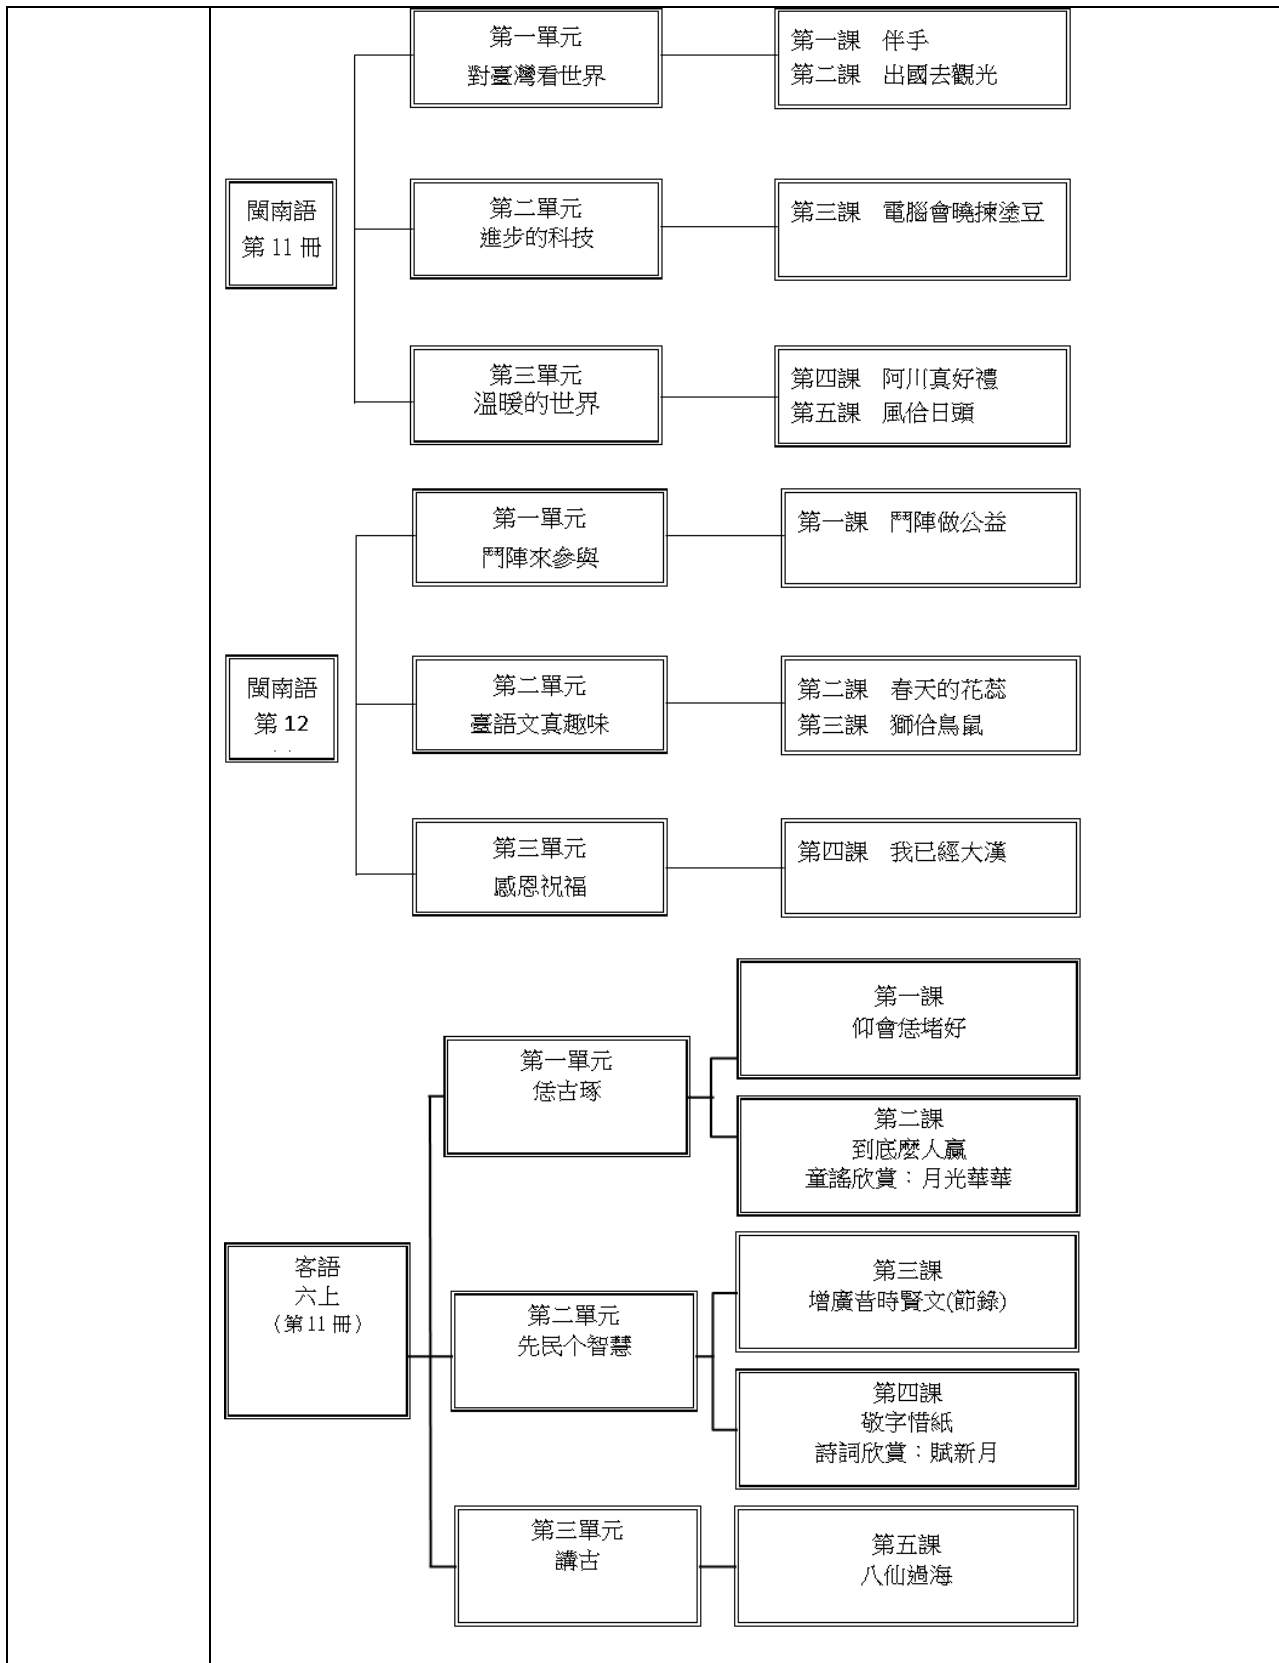 閩南語
第 11 冊
第一單元
對臺灣看世界
第一課 伴手
第二課 出國去觀光
第二單元
進步的科技
第三課 電腦會曉揀塗豆
第三單元
溫暖的世界
第四課 阿川真好禮
第五課 風佮日頭
閩南語
第 12
第一單元
鬥陣來參與
第一課 鬥陣做公益
第二單元
臺語文真趣味
第二課 春天的花蕊
第三課 獅佮鳥鼠
第三單元
感恩祝福
第四課 我已經大漢
客語
六上
(第 11 冊)
第一單元
恁古琢
第一課
仰會恁堵好
第二課
到底麼人贏
童謠欣賞：月光華華
第二單元
先民个智慧
第三課
增廣昔時賢文(節錄)
第四課
敬字惜紙
詩詞欣賞：賦新月
第三單元
講古
第五課
八仙過海